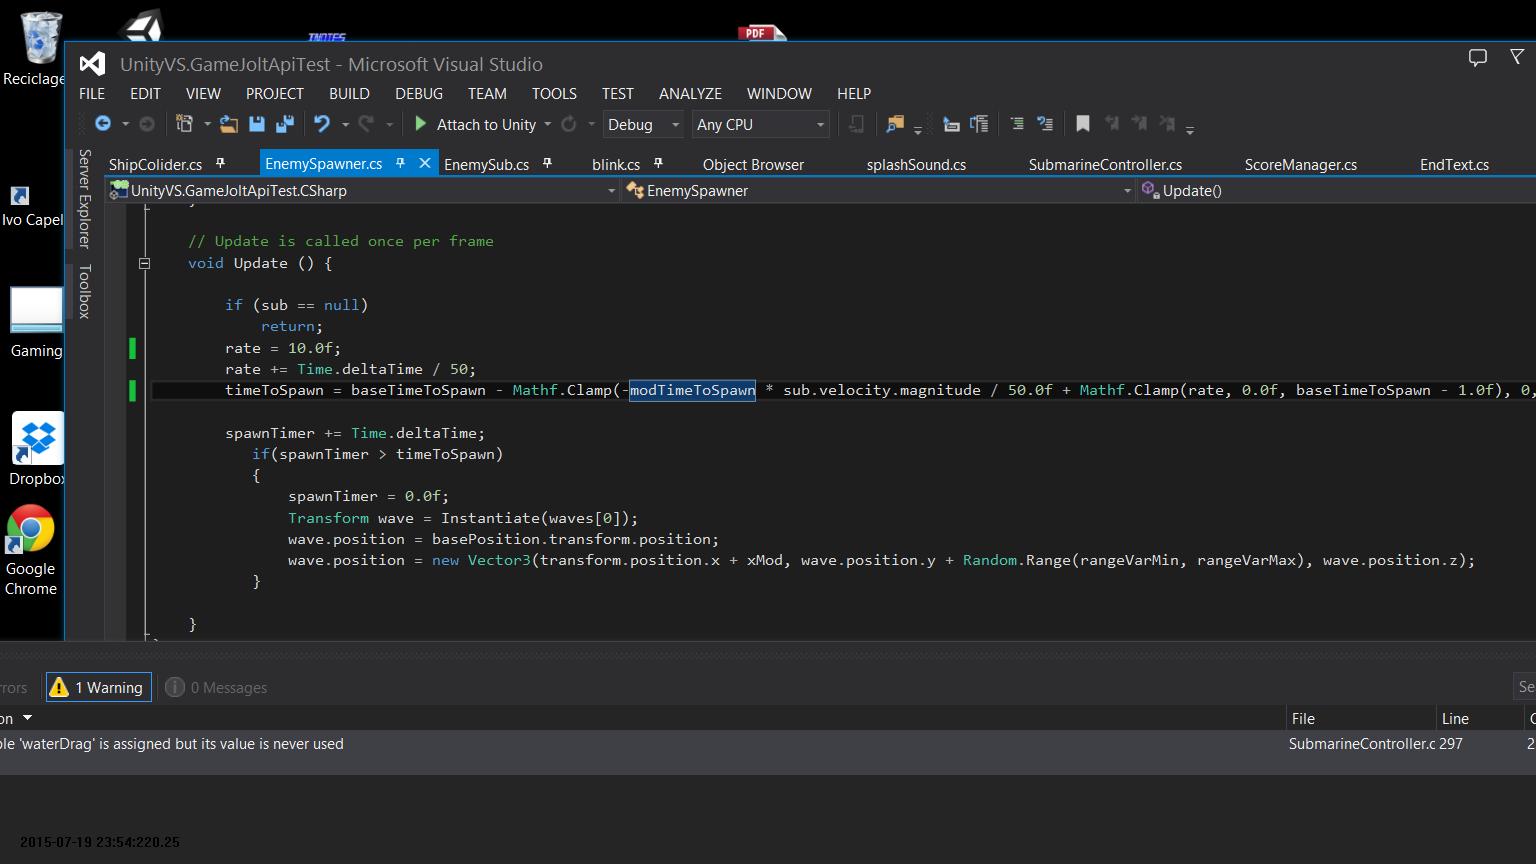 INOTES
PDF
Reciclage
UnityVS.GameJoltApiTest - Microsoft Visual Studio
FILE EDIT VIEW PROJECT BUILD DEBUG TEAM TOOLS TEST ANALYZE WINDOW HELP
Attach to Unity Debug Any CPU
Server Explorer
Toolbox
ShipColider.cs EnemySpawner.cs EnemySub.cs blink.cs Object Browser splashSound.cs SubmarineController.cs ScoreManager.cs EndText.cs
UnityVS.GameJoltApiTest.CSharp EnemySpawner Update()
Ivo Capel
Gaming
Dropbox
Google
Chrome
}
// Update is called once per frame
void Update () {
if (sub == null)
return;
rate = 10.0f;
rate += Time.deltaTime / 50;
timeToSpawn = baseTimeToSpawn - Mathf.Clamp(-modTimeToSpawn * sub.velocity.magnitude / 50.0f + Mathf.Clamp(rate, 0.0f, baseTimeToSpawn - 1.0f), 0,
spawnTimer += Time.deltaTime;
if(spawnTimer > timeToSpawn)
{
spawnTimer = 0.0f;
Transform wave = Instantiate(waves[0]);
wave.position = basePosition.transform.position;
wave.position = new Vector3(transform.position.x + xMod, wave.position.y + Random.Range(rangeVarMin, rangeVarMax), wave.position.z);
}
}
rors 1 Warning 0 Messages Se
on File Line C
ole 'waterDrag' is assigned but its value is never used SubmarineController.c 297 2
2015-07-19 23:54:220.25